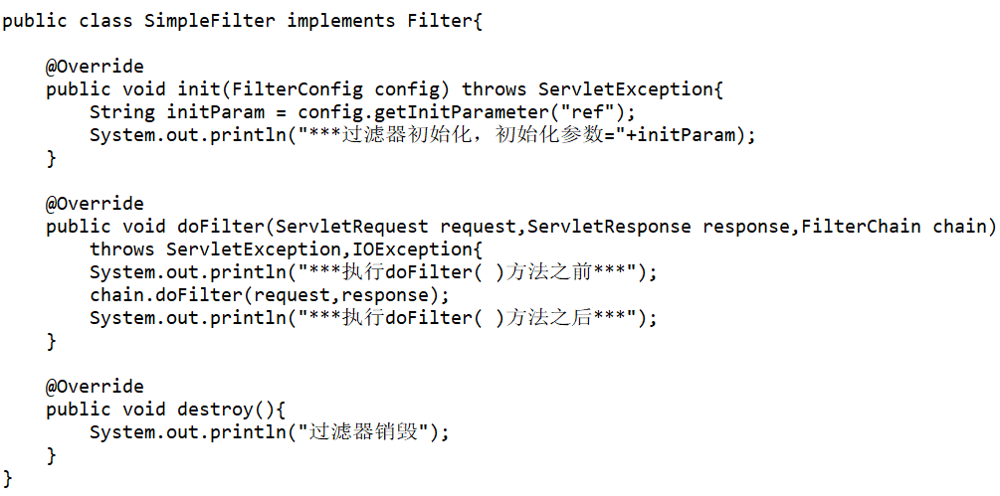 public class SimpleFilter implements Filter{
@Override
public void init(FilterConfig config) throws ServletException{
String initParam = config.getInitParameter("ref");
System.out.println("***过滤器初始化，初始化参数="+initParam);
}
@Override
public void doFilter(ServletRequest request,ServletResponse response,FilterChain chain)
throws ServletException,IOException{
System.out.println("***执行doFilter( )方法之前***");
chain.doFilter(request,response);
System.out.println("***执行doFilter( )方法之后***");
}
@Override
public void destroy(){
System.out.println("过滤器销毁");
}
}